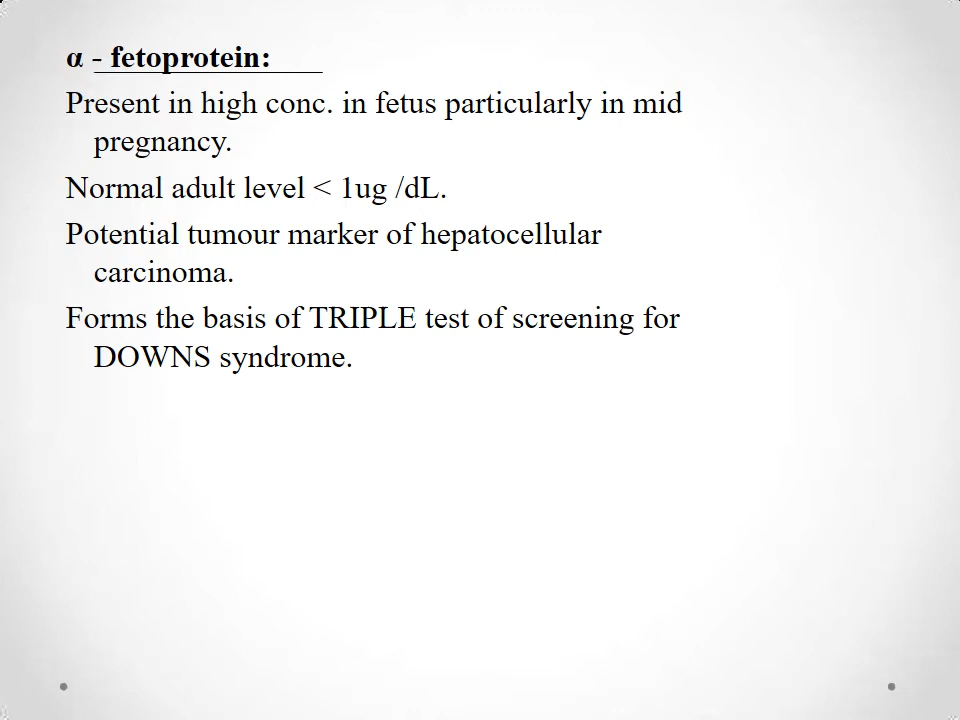 α - fetoprotein:
Present in high conc. in fetus particularly in mid
pregnancy.
Normal adult level < 1ug /dL.
Potential tumour marker of hepatocellular
carcinoma.
Forms the basis of TRIPLE test of screening for
DOWNS syndrome.